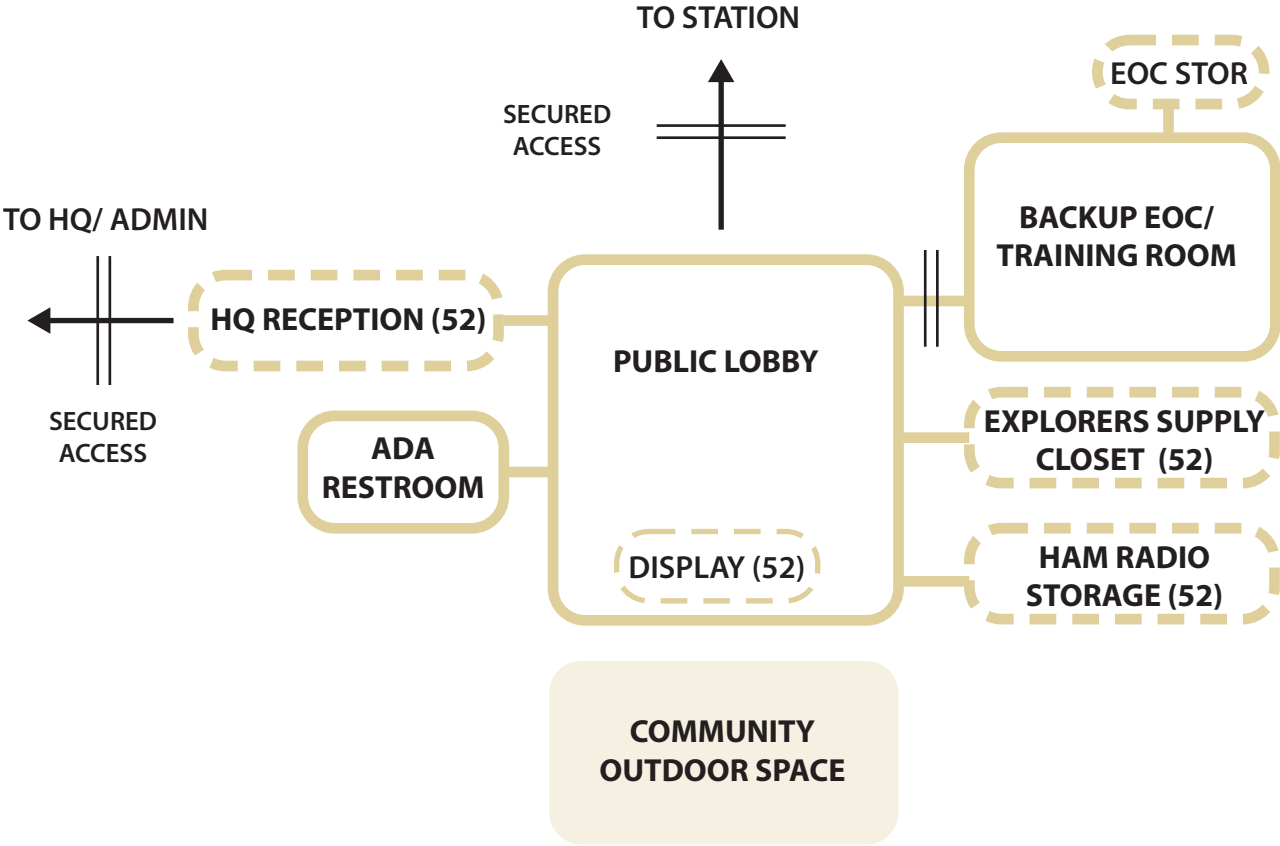 TO STATION
EOC STOR
SECURED
ACCESS
TO HQ/ ADMIN
BACKUP EOC/
TRAINING ROOM
HQ RECEPTION (52)
PUBLIC LOBBY
SECURED
ACCESS
EXPLORERS SUPPLY
CLOSET (52)
ADA
RESTROOM
DISPLAY (52)
HAM RADIO
STORAGE (52)
COMMUNITY
OUTDOOR SPACE